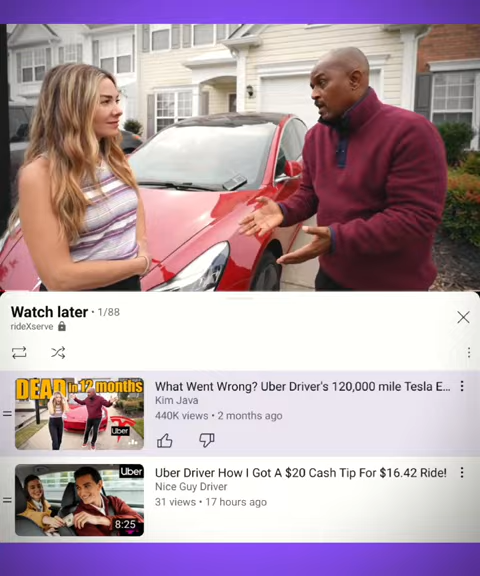 Watch later • 1/88
rideXserve
DEAD in 12 months
Uber
What Went Wrong? Uber Driver's 120,000 mile Tesla E...
Kim Java
440K views • 2 months ago
Uber
8:25
Uber Driver How I Got A $20 Cash Tip For $16.42 Ride!
Nice Guy Driver
31 views • 17 hours ago